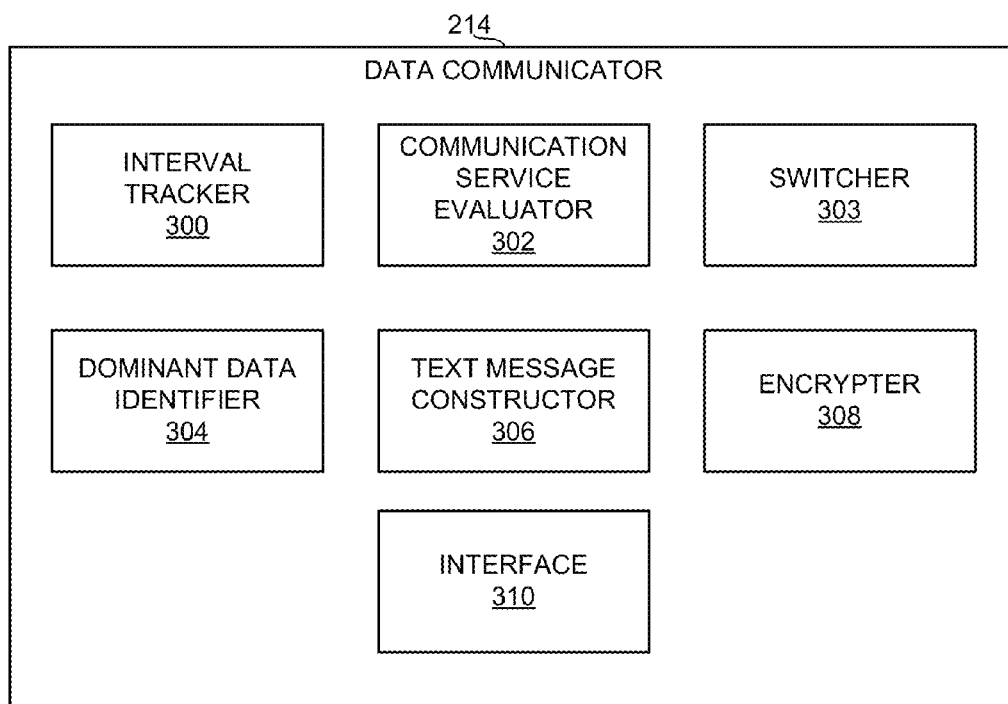 214
DATA COMMUNICATOR
INTERVAL
TRACKER
300
COMMUNICATION
SERVICE
EVALUATOR
302
SWITCHER
303
DOMINANT DATA
IDENTIFIER
304
TEXT MESSAGE
CONSTRUCTOR
306
ENCRYPTER
308
INTERFACE
310